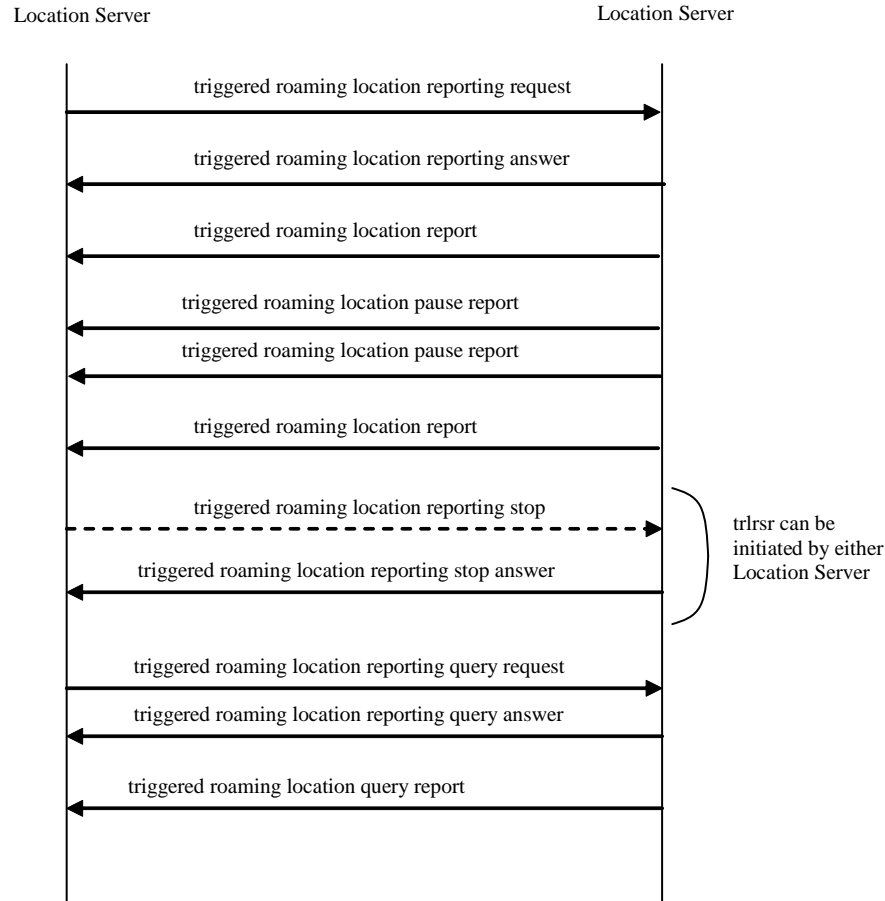 Location Server
Location Server
triggered roaming location reporting request
triggered roaming location reporting answer
triggered roaming location report
triggered roaming location pause report
triggered roaming location pause report
triggered roaming location report
triggered roaming location reporting stop
trlrsr can be
initiated by either
Location Server
triggered roaming location reporting stop answer
triggered roaming location reporting query request
triggered roaming location reporting query answer
triggered roaming location query report